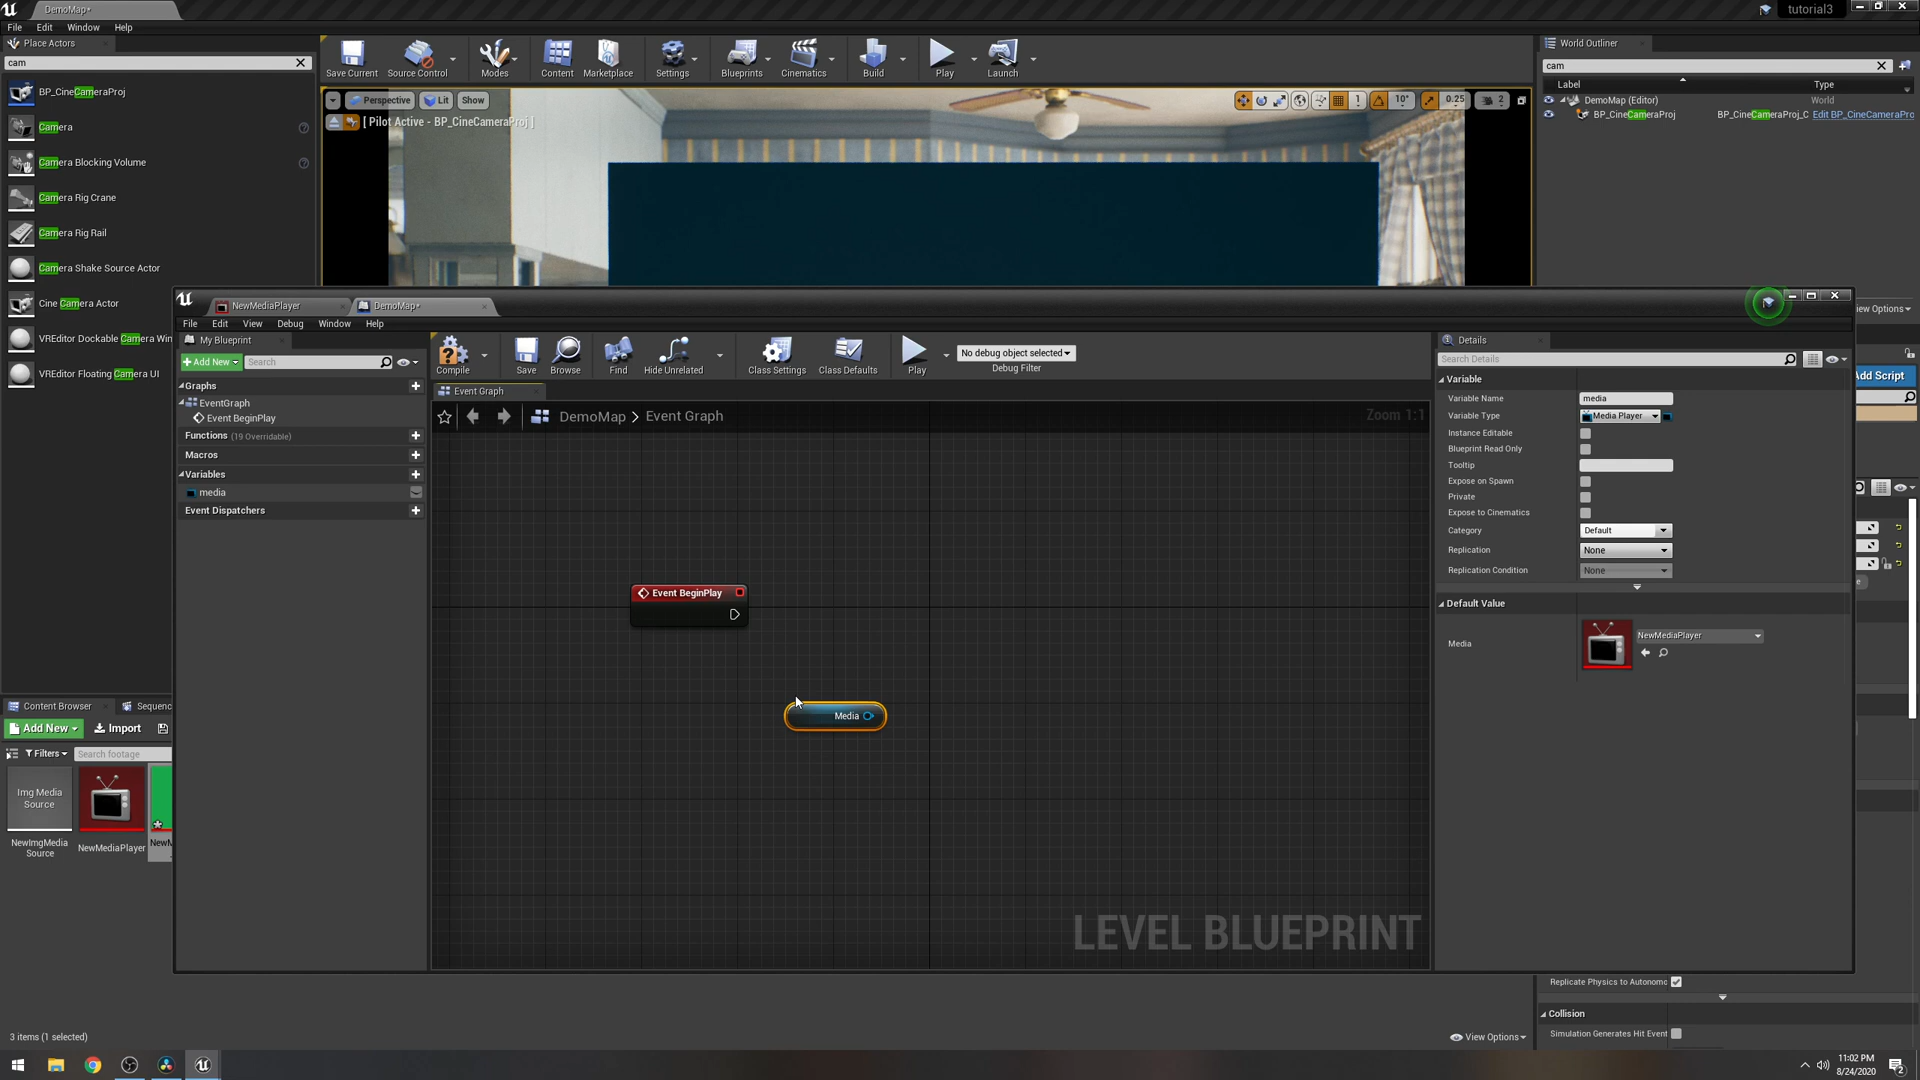 DemoMap*
tutorial3
File Edit Window Help
Place Actors
cam
BP_CineCameraProj
Camera
Camera Blocking Volume
Camera Rig Crane
Camera Rig Rail
Camera Shake Source Actor
Cine Camera Actor
VREditor Dockable Camera Win
VREditor Floating Camera UI
Save Current
Source Control
Modes
Content
Marketplace
Settings
Blueprints
Cinematics
Build
Play
Launch
Perspective
Lit
Show
10°
0.25
2
[ Pilot Active - BP_CineCameraProj ]
World Outliner
cam
Label Type
DemoMap (Editor) World
BP_CineCameraProj BP_CineCameraProj_C Edit BP_CineCameraPro
iew Options
Add Script
NewMediaPlayer
DemoMap*
File Edit View Debug Window Help
My Blueprint
Add New
Search
Graphs
EventGraph
Event BeginPlay
Functions (19 Overridable)
Macros
Variables
media
Event Dispatchers
Compile
Save
Browse
Find
Hide Unrelated
Class Settings
Class Defaults
Play
No debug object selected
Debug Filter
Event Graph
DemoMap > Event Graph
Zoom 1:1
Event BeginPlay
Media
LEVEL BLUEPRINT
Details
Search Details
Variable
Variable Name media
Variable Type Media Player
Instance Editable
Blueprint Read Only
Tooltip
Expose on Spawn
Private
Expose to Cinematics
Category Default
Replication None
Replication Condition None
Default Value
Media NewMediaPlayer
Content Browser
Sequenc
Add New
Import
Filters
Search footage
Img Media
Source
NewImgMedia
Source
NewMediaPlayer
NewM
3 items (1 selected)
View Options
Replicate Physics to Autonomc
Collision
Simulation Generates Hit Event
11:02 PM
8/24/2020
2